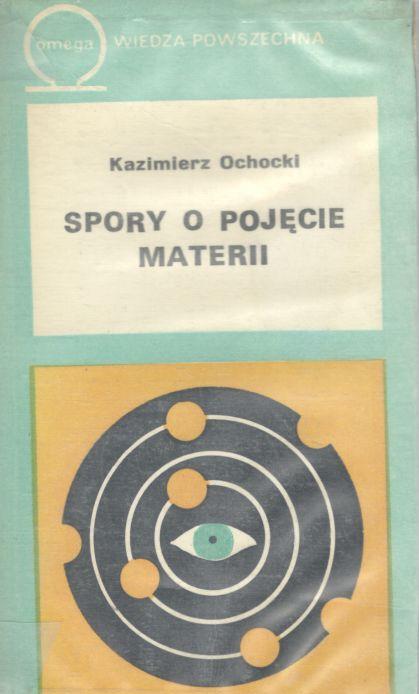 omega WIEDZA POWSZECHNA
Kazimierz Ochocki
SPORY O POJĘCIE
MATERII